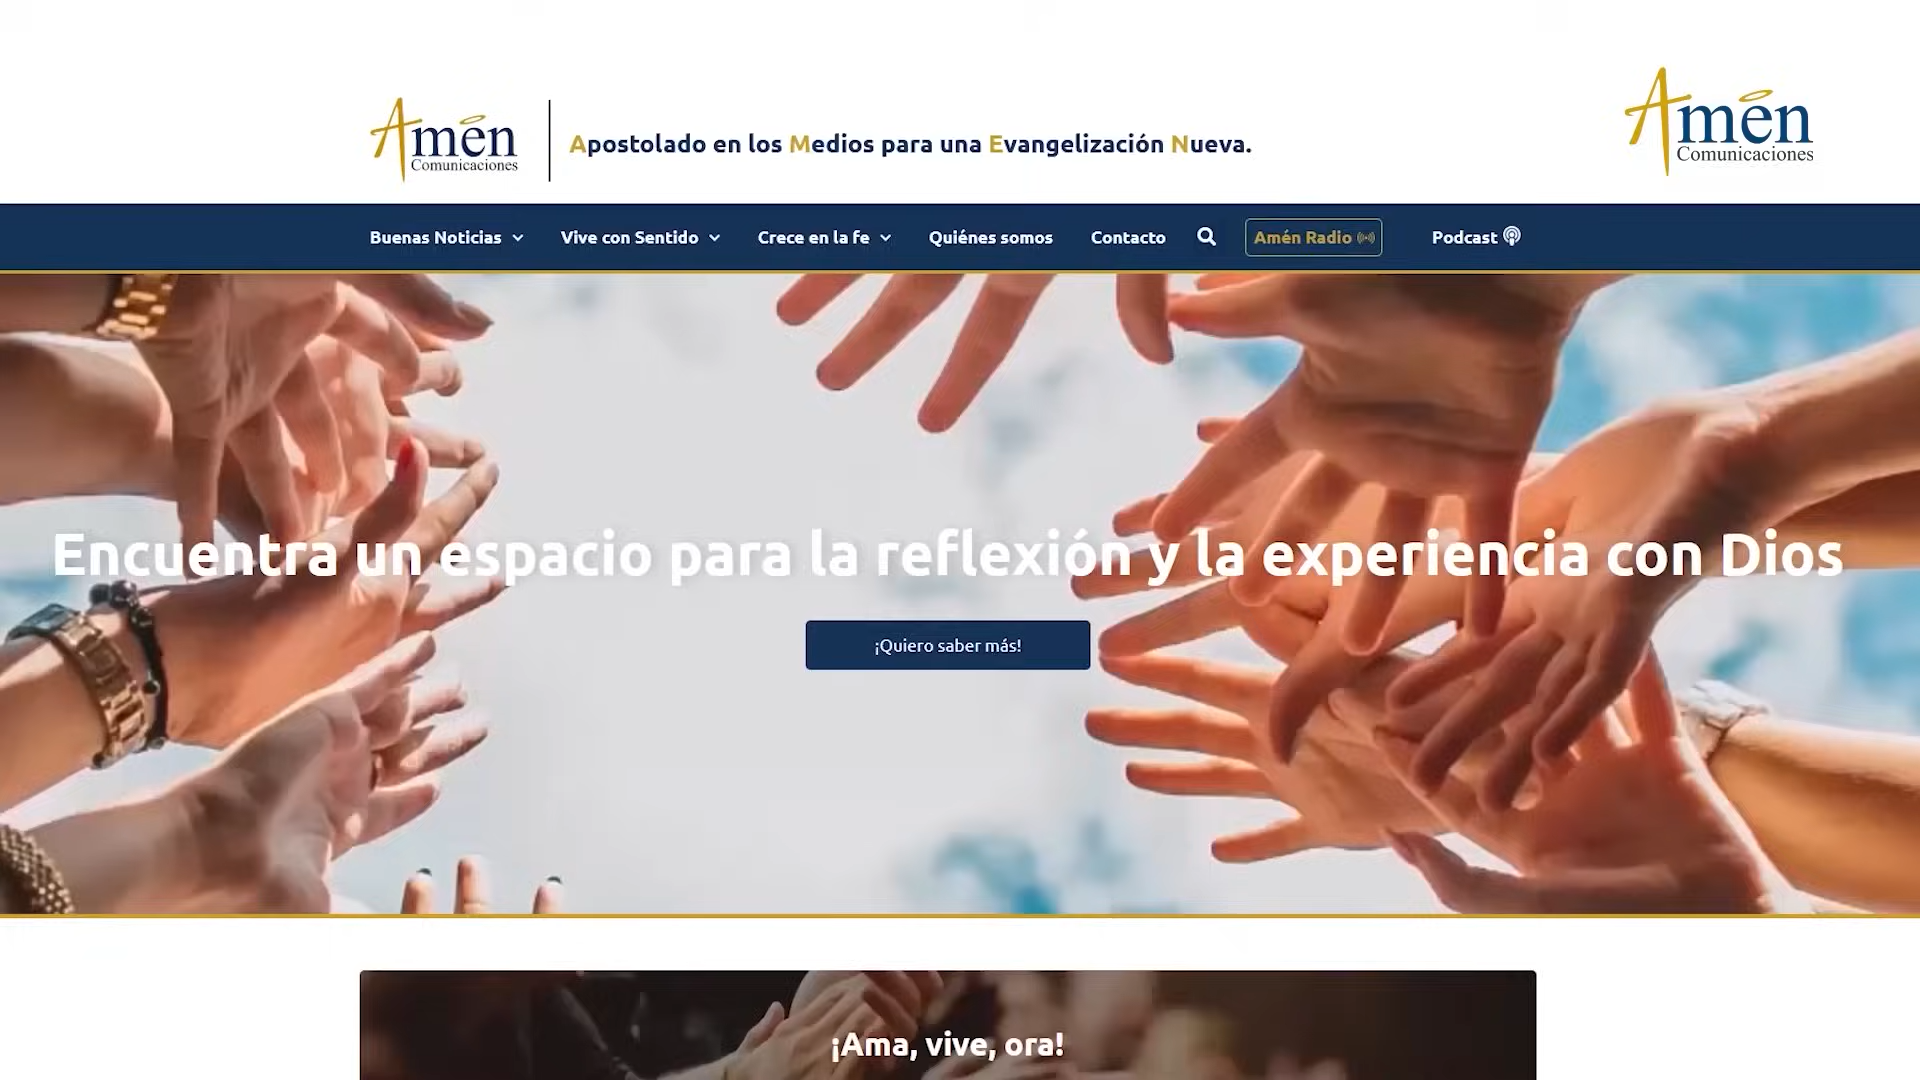 Amén
Comunicaciones
Apostolado en los Medios para una Evangelización Nueva.
Amén
Comunicaciones
Buenas Noticias
Vive con Sentido
Crece en la fe
Quiénes somos
Contacto
Amén Radio
Podcast
Encuentra un espacio para la reflexión y la experiencia con Dios
¡Quiero saber más!
¡Ama, vive, ora!